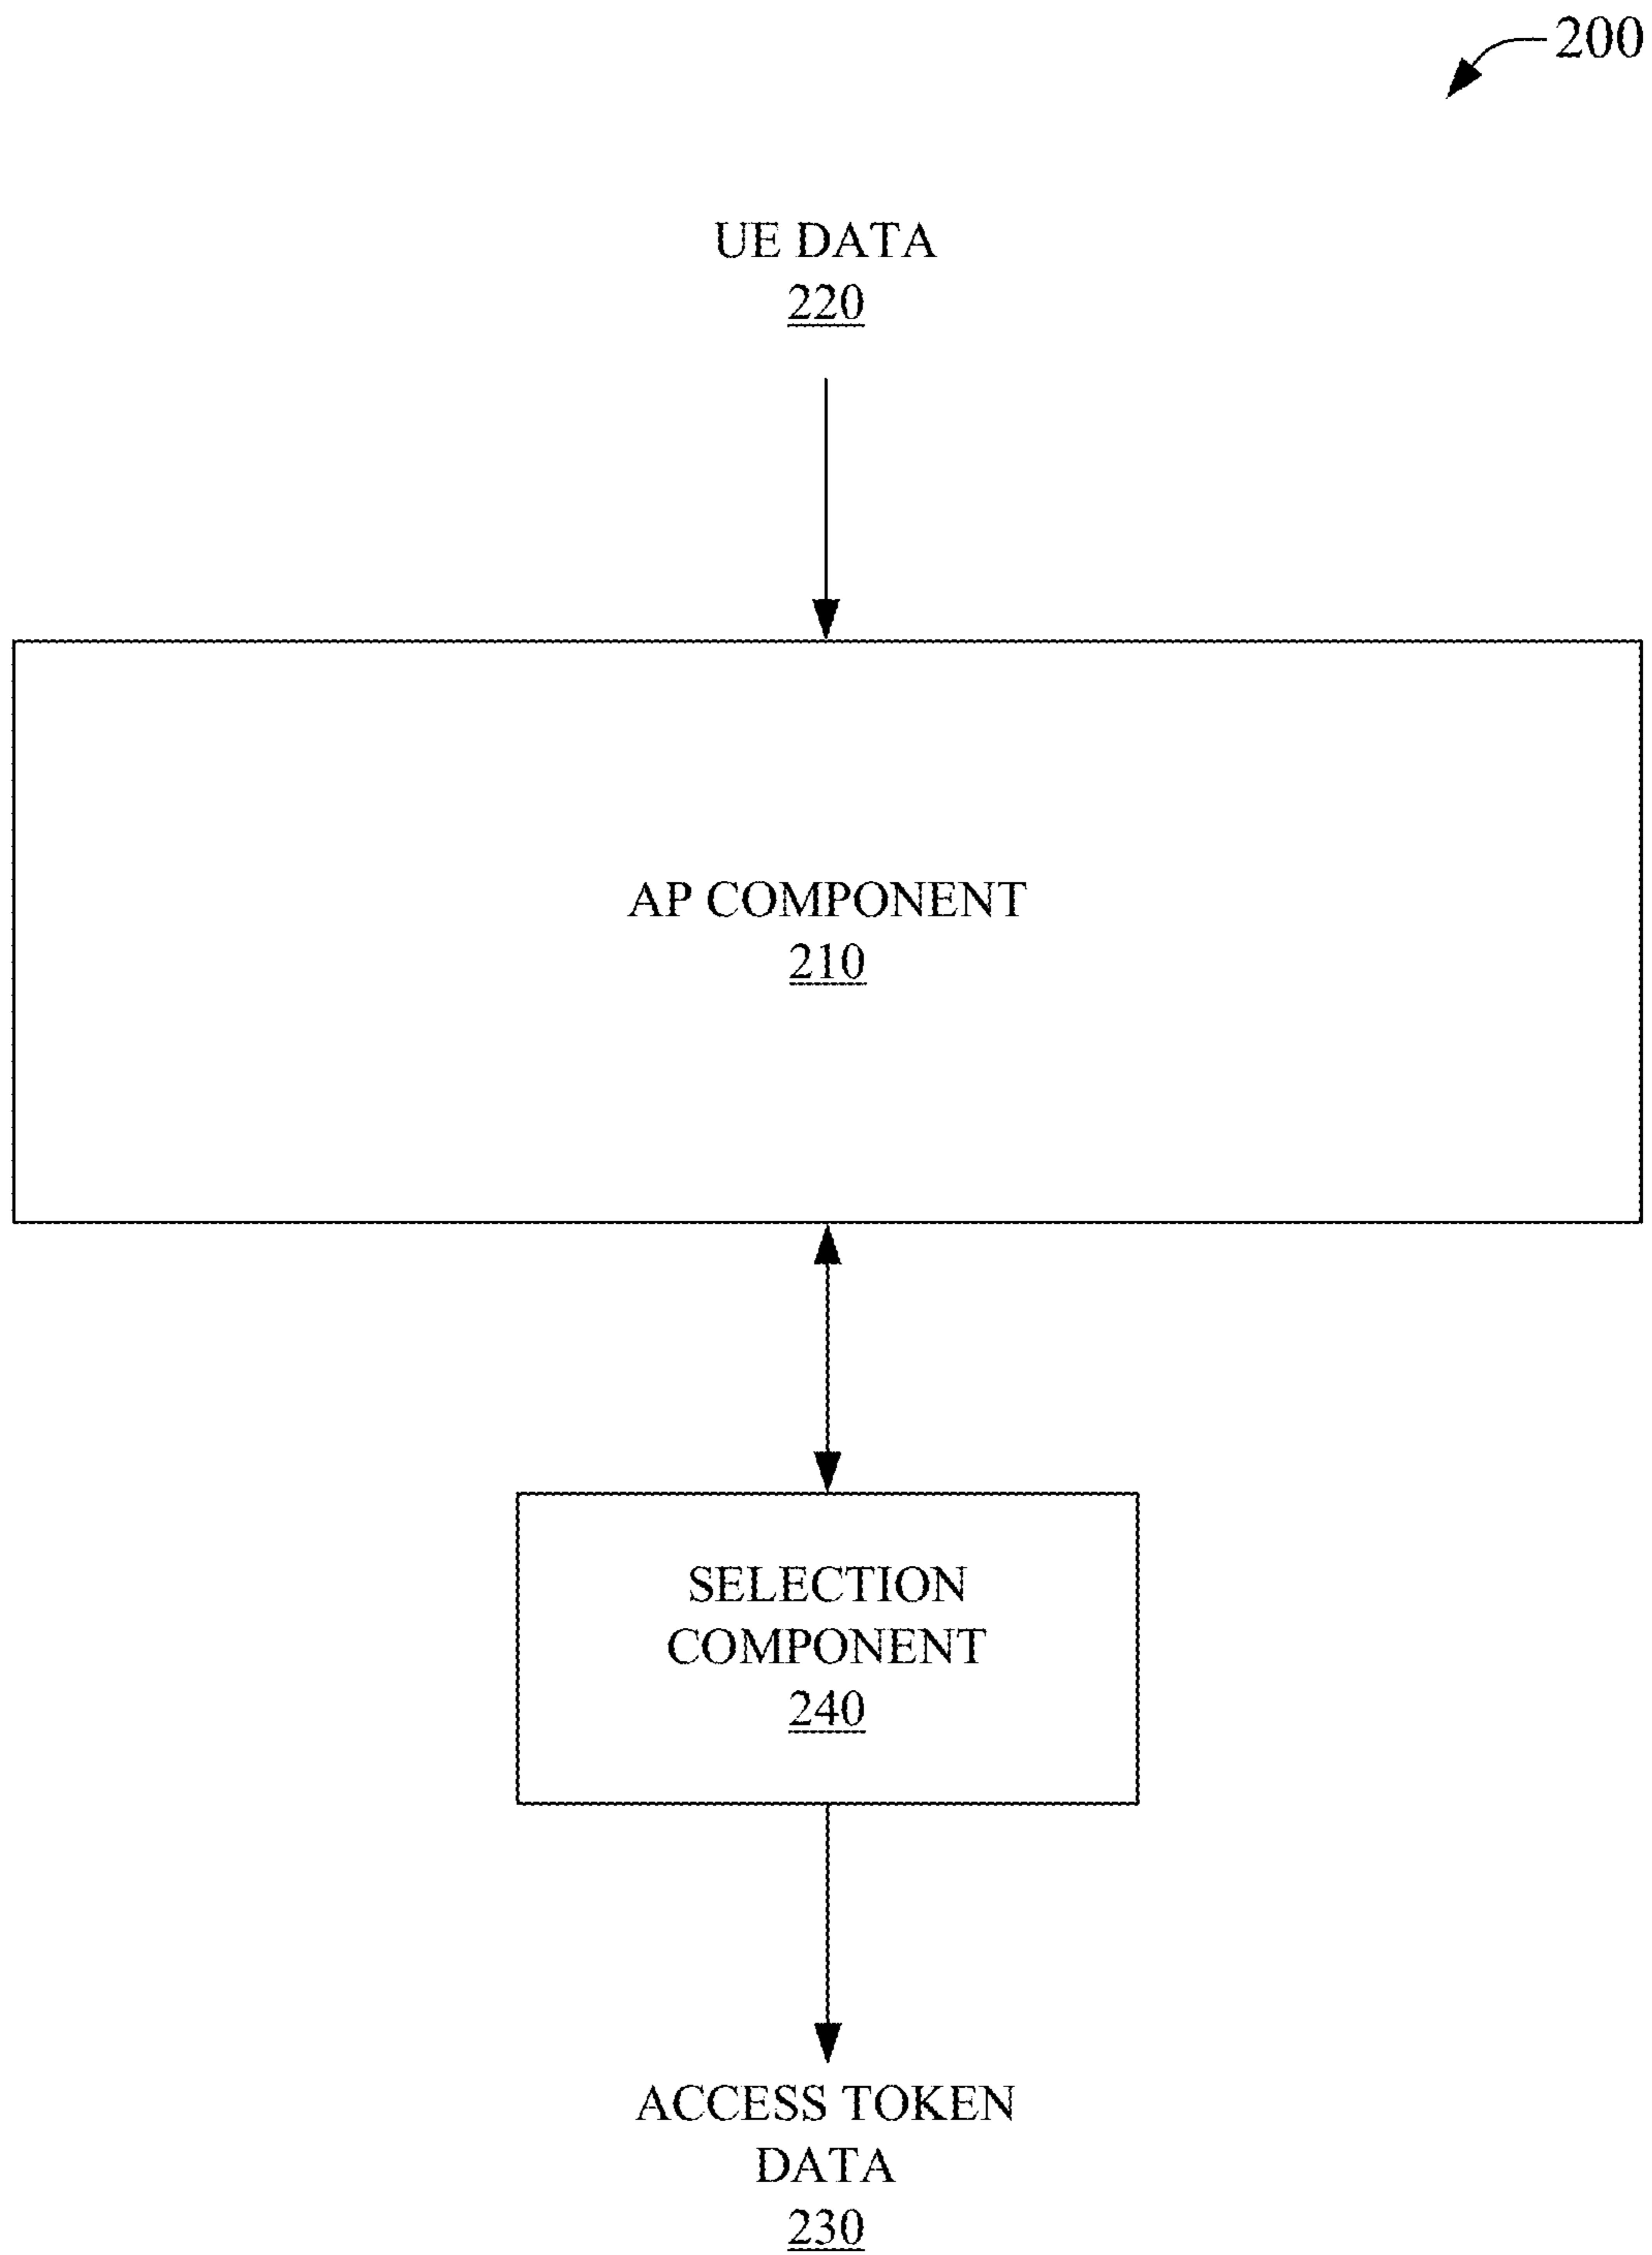 200
UE DATA
220
AP COMPONENT
210
SELECTION
COMPONENT
240
ACCESS TOKEN
DATA
230